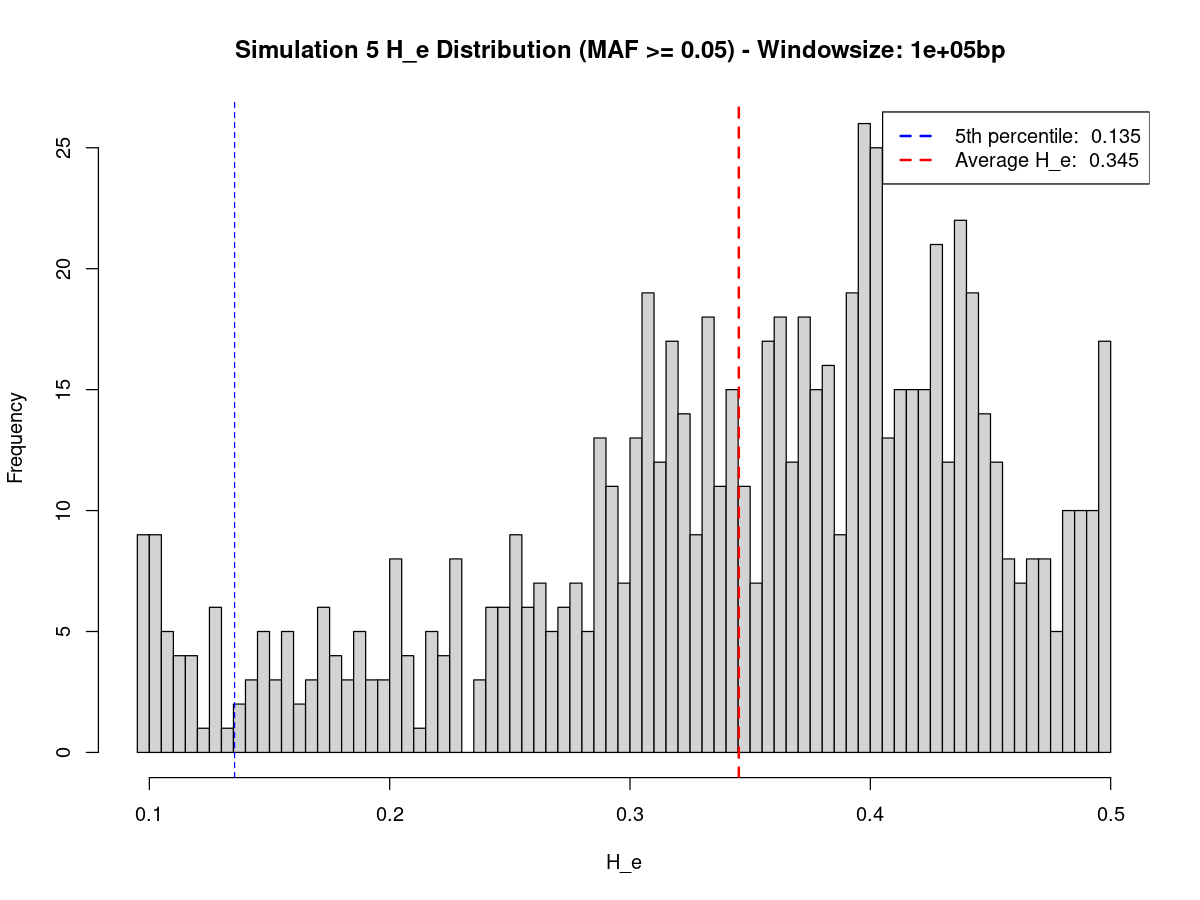 Simulation 5 H_e Distribution (MAF >= 0.05) - Windowsize: 1e+05bp
5th percentile: 0.135
Average H_e: 0.345
Frequency
25
20
15
10
5
0
0.1 0.2 0.3 0.4 0.5
H_e